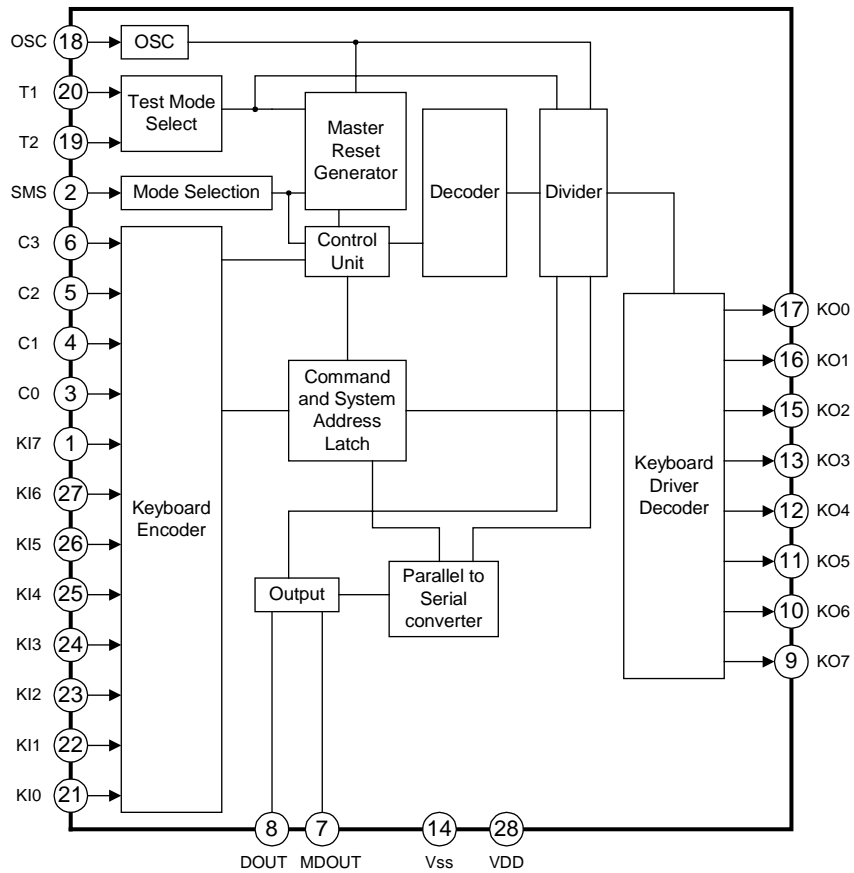 OSC 18 OSC
T1 20
Test Mode
Select
T2 19
SMS 2 Mode Selection
Master
Reset
Generator
Decoder
Divider
C3 6
Control
Unit
C2 5
C1 4
C0 3
KI7 1
KI6 27
KI5 26
KI4 25
KI3 24
KI2 23
KI1 22
KI0 21
Keyboard
Encoder
Command
and System
Address
Latch
Output
Parallel to
Serial
converter
Keyboard
Driver
Decoder
17 KO0
16 KO1
15 KO2
13 KO3
12 KO4
11 KO5
10 KO6
9 KO7
8 7 14 28
DOUT MDOUT Vss VDD